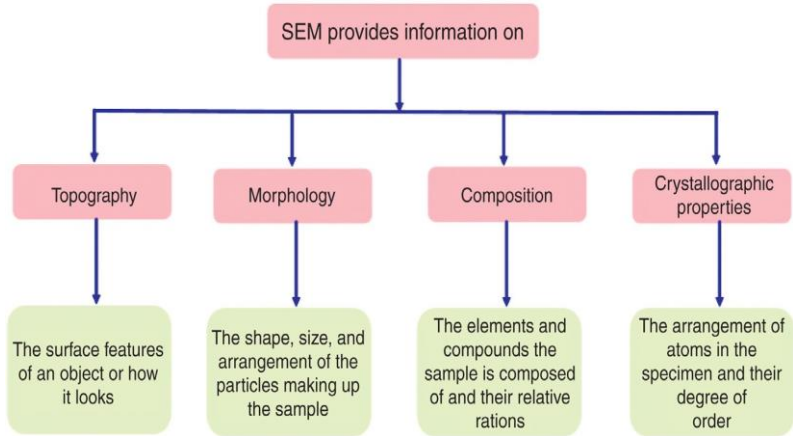 SEM provides information on
Topography
Morphology
Composition
Crystallographic
properties
The surface features
of an object or how
it looks
The shape, size, and
arrangement of the
particles making up
the sample
The elements and
compounds the
sample is composed
of and their relative
rations
The arrangement of
atoms in the
specimen and their
degree of
order